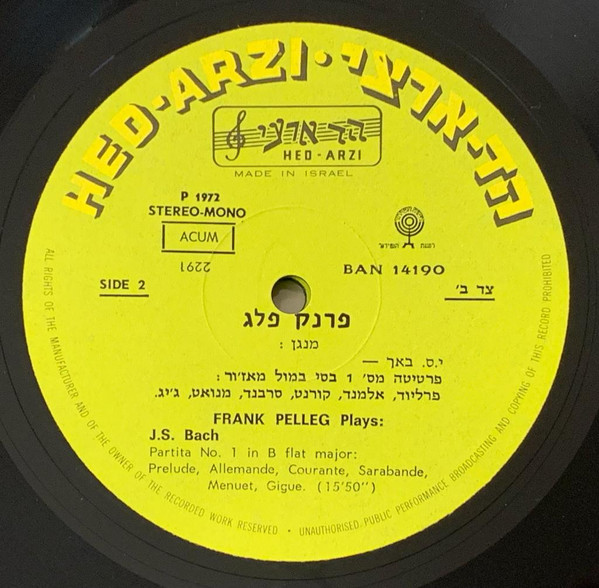 HED-ARZI · הד-ארצי
הד ארצי
HED-ARZI
MADE IN ISRAEL
P 1972
STEREO-MONO
ACUM
2291
BAN 14190
SIDE 2
צד ב׳
פרנק פלג
מנגן :
י.ס. באך —
פרטיטה מס׳ 1 בסי במול מאז׳ור :
פרליוד, אלמנד, קורנט, סרבנד, מנואט, ג׳יג.
FRANK PELLEG Plays:
J.S. Bach
Partita No. 1 in B flat major:
Prelude, Allemande, Courante, Sarabande,
Menuet, Gigue. (15'50")
ALL RIGHTS OF THE MANUFACTURER AND OF THE OWNER OF THE RECORDED WORK RESERVED • UNAUTHORISED PUBLIC PERFORMANCE BROADCASTING AND COPYING OF THIS RECORD PROHIBITED